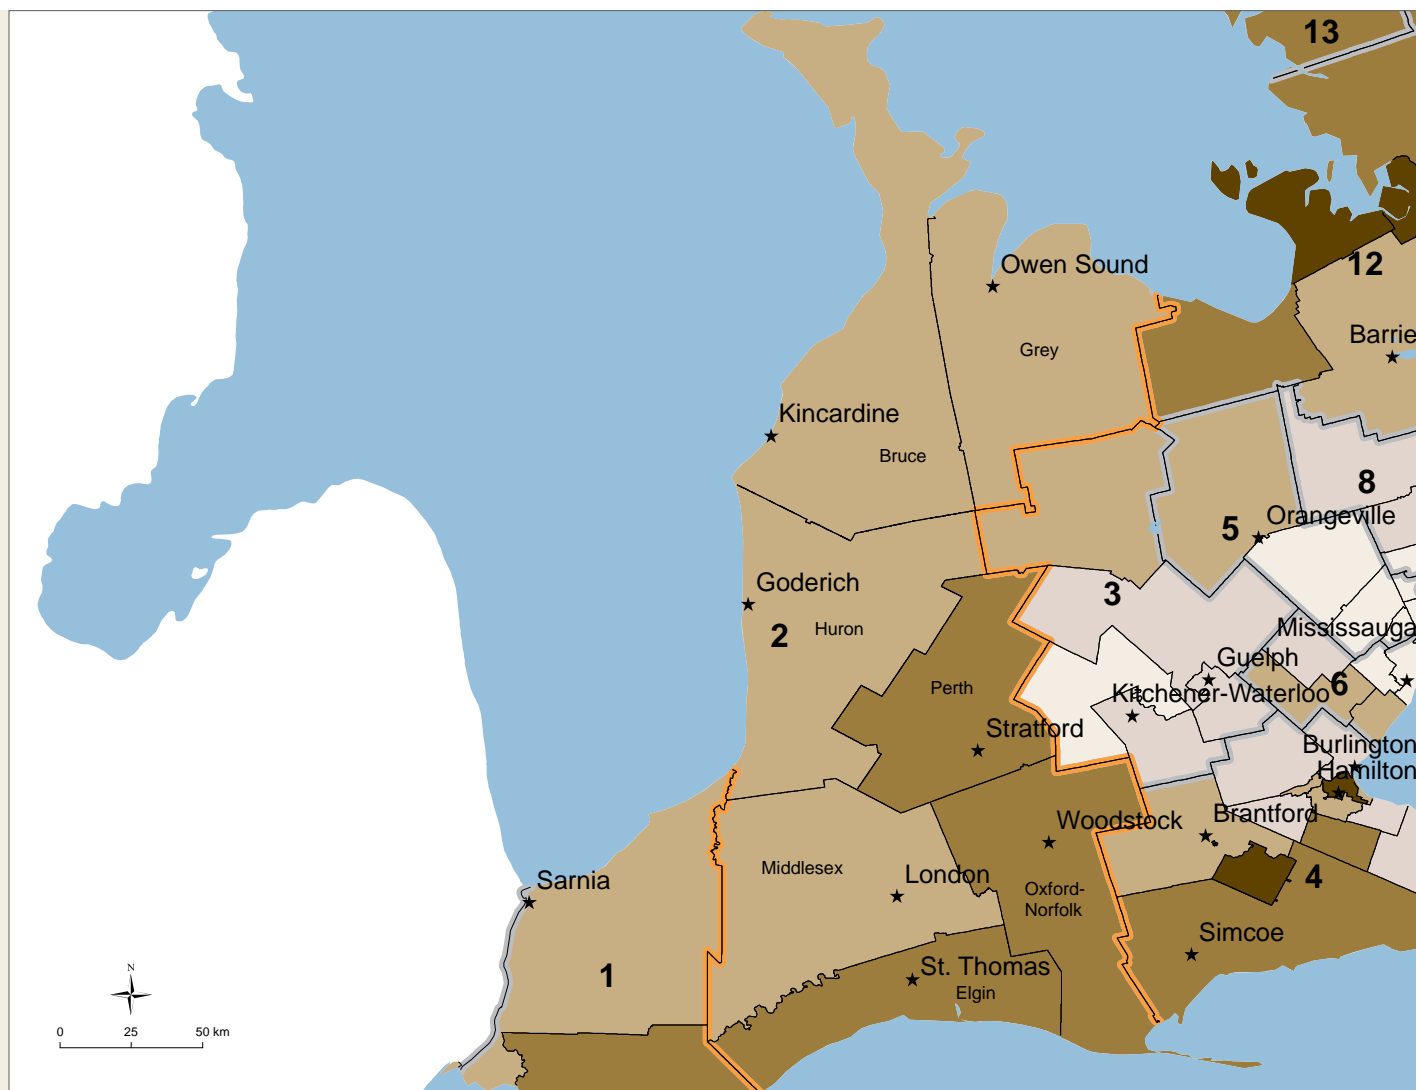 13
12
Owen Sound
Barrie
Grey
Kincardine
Bruce
8
Orangeville
5
Goderich
3
2
Huron
Mississauga
Guelph
6
Perth
Kitchener-Waterloo
Stratford
Burlington
Hamilton
Woodstock
Brantford
Middlesex
London
Sarnia
4
Oxford-
Norfolk
Simcoe
St. Thomas
1
Elgin
N
0 25 50 km